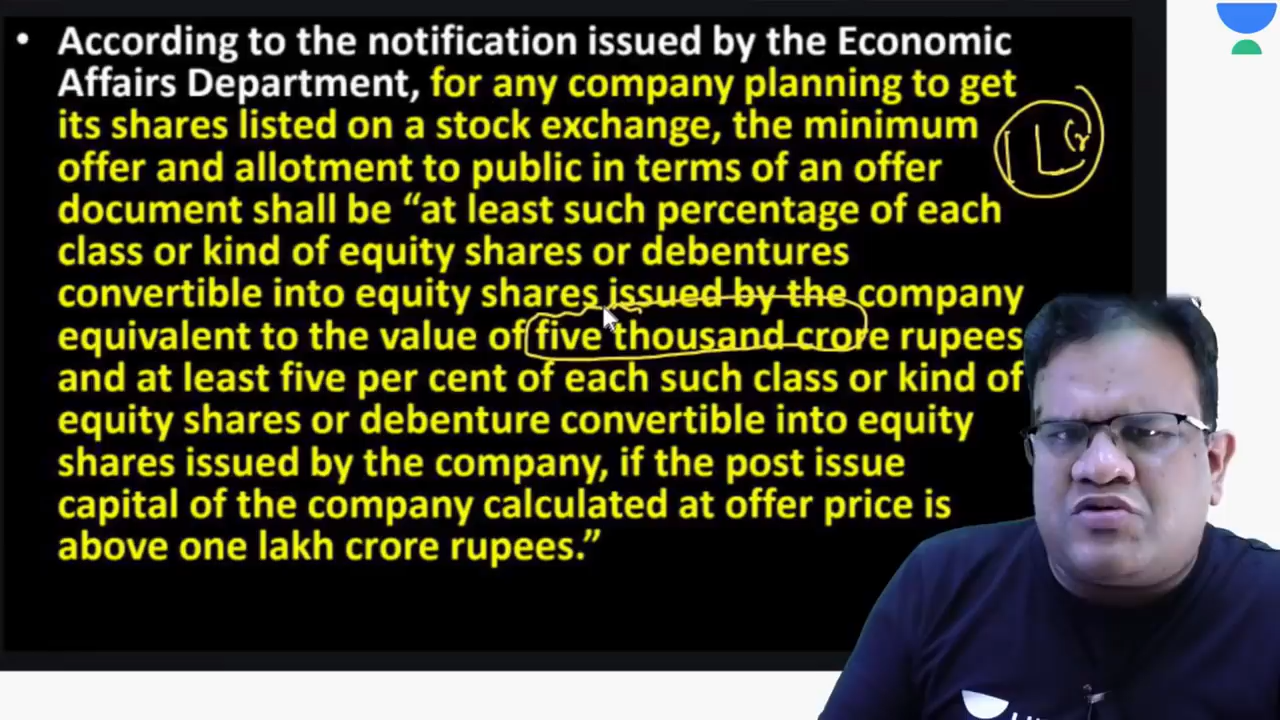 • According to the notification issued by the Economic
Affairs Department, for any company planning to get
its shares listed on a stock exchange, the minimum
offer and allotment to public in terms of an offer
document shall be “at least such percentage of each
class or kind of equity shares or debentures
convertible into equity shares issued by the company
equivalent to the value of five thousand crore rupees
and at least five per cent of each such class or kind of
equity shares or debenture convertible into equity
shares issued by the company, if the post issue
capital of the company calculated at offer price is
above one lakh crore rupees.”
1L